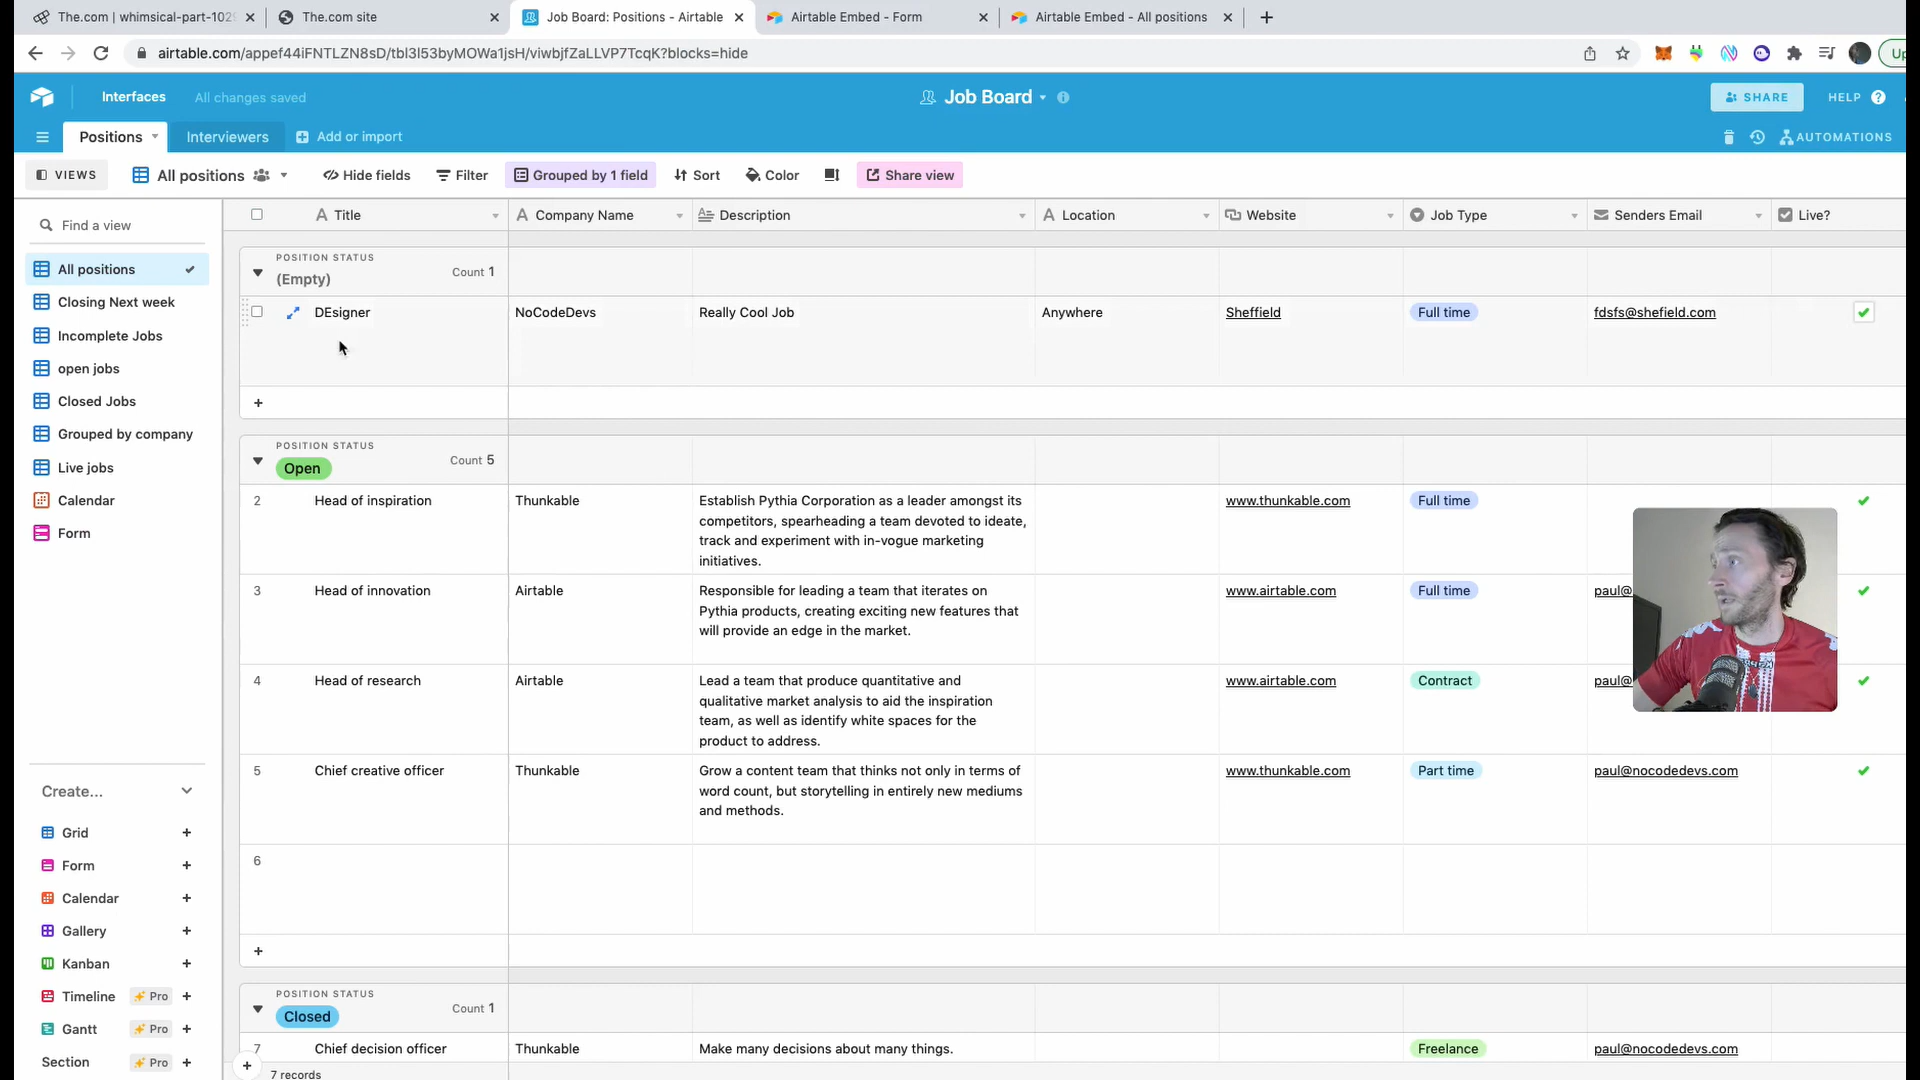 The.com | whimsical-part-102
The.com site
Job Board: Positions - Airtable
Airtable Embed - Form
Airtable Embed - All positions
airtable.com/appef44iFNTLZN8sD/tbl3l53byMOWa1jsH/viwbjfZaLLVP7TcqK?blocks=hide
Interfaces
All changes saved
Job Board
SHARE
HELP
Positions
Interviewers
Add or import
AUTOMATIONS
VIEWS
All positions
Hide fields
Filter
Grouped by 1 field
Sort
Color
Share view
Find a view
All positions
Closing Next week
Incomplete Jobs
open jobs
Closed Jobs
Grouped by company
Live jobs
Calendar
Form
Create...
Grid
Form
Calendar
Gallery
Kanban
Timeline Pro
Gantt Pro
Section Pro
Title Company Name Description Location Website Job Type Senders Email Live?
POSITION STATUS
(Empty) Count 1
DEsigner NoCodeDevs Really Cool Job Anywhere Sheffield Full time fdsfs@shefield.com
POSITION STATUS
Open Count 5
2 Head of inspiration Thunkable Establish Pythia Corporation as a leader amongst its www.thunkable.com Full time
competitors, spearheading a team devoted to ideate,
track and experiment with in-vogue marketing
initiatives.
3 Head of innovation Airtable Responsible for leading a team that iterates on www.airtable.com Full time paul@
Pythia products, creating exciting new features that
will provide an edge in the market.
4 Head of research Airtable Lead a team that produce quantitative and www.airtable.com Contract paul@
qualitative market analysis to aid the inspiration
team, as well as identify white spaces for the
product to address.
5 Chief creative officer Thunkable Grow a content team that thinks not only in terms of www.thunkable.com Part time paul@nocodedevs.com
word count, but storytelling in entirely new mediums
and methods.
6
POSITION STATUS
Closed Count 1
7 Chief decision officer Thunkable Make many decisions about many things. Freelance paul@nocodedevs.com
7 records